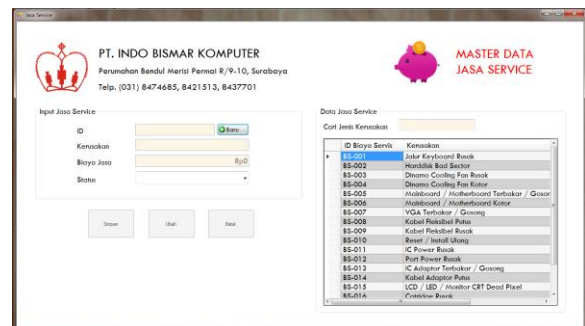 Jasa Service
PT. INDO BISMAR KOMPUTER
Perumahan Bendul Merisi Permai R/9-10, Surabaya
Telp. (031) 8474685, 8421513, 8437701
MASTER DATA
JASA SERVICE
Input Jasa Service
ID
Baru
Kerusakan
Biaya Jasa
Rp0
Status
Simpan
Ubah
Batal
Data Jasa Service
Cari Jenis Kerusakan
ID Biaya Servis Kerusakan
BS-001 Jalur Keyboard Rusak
BS-002 Harddisk Bad Sector
BS-003 Dinamo Cooling Fan Rusak
BS-004 Dinamo Cooling Fan Kotor
BS-005 Mainboard / Motherboard Terbakar / Goson
BS-006 Mainboard / Motherboard Kotor
BS-007 VGA Terbakar / Gosong
BS-008 Kabel Fleksibel Putus
BS-009 Kabel Fleksibel Rusak
BS-010 Reset / Install Ulang
BS-011 IC Power Rusak
BS-012 Port Power Rusak
BS-013 IC Adaptor Terbakar / Gosong
BS-014 Kabel Adaptor Putus
BS-015 LCD / LED / Monitor CRT Dead Pixel
BS-016 Catridge Rusak